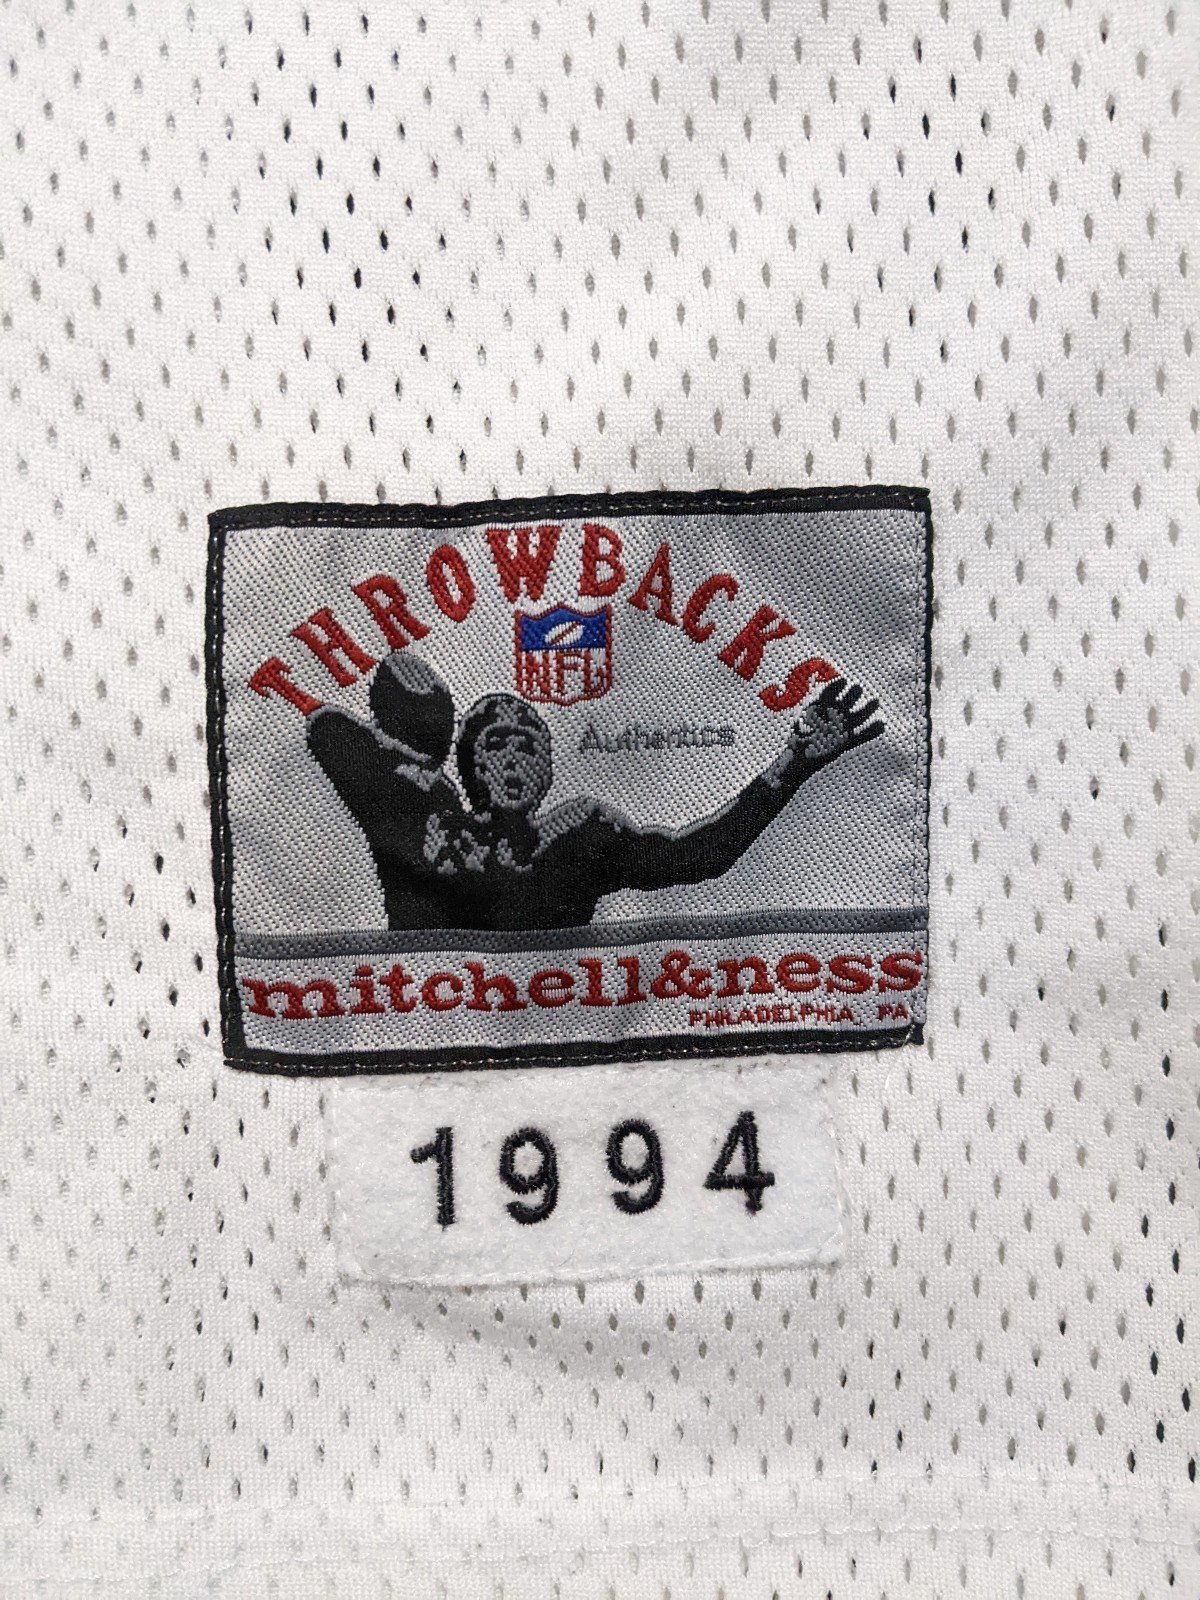 THROWBACKS
NFL
Authentics
mitchell&ness
PHILADELPHIA, PA
1994